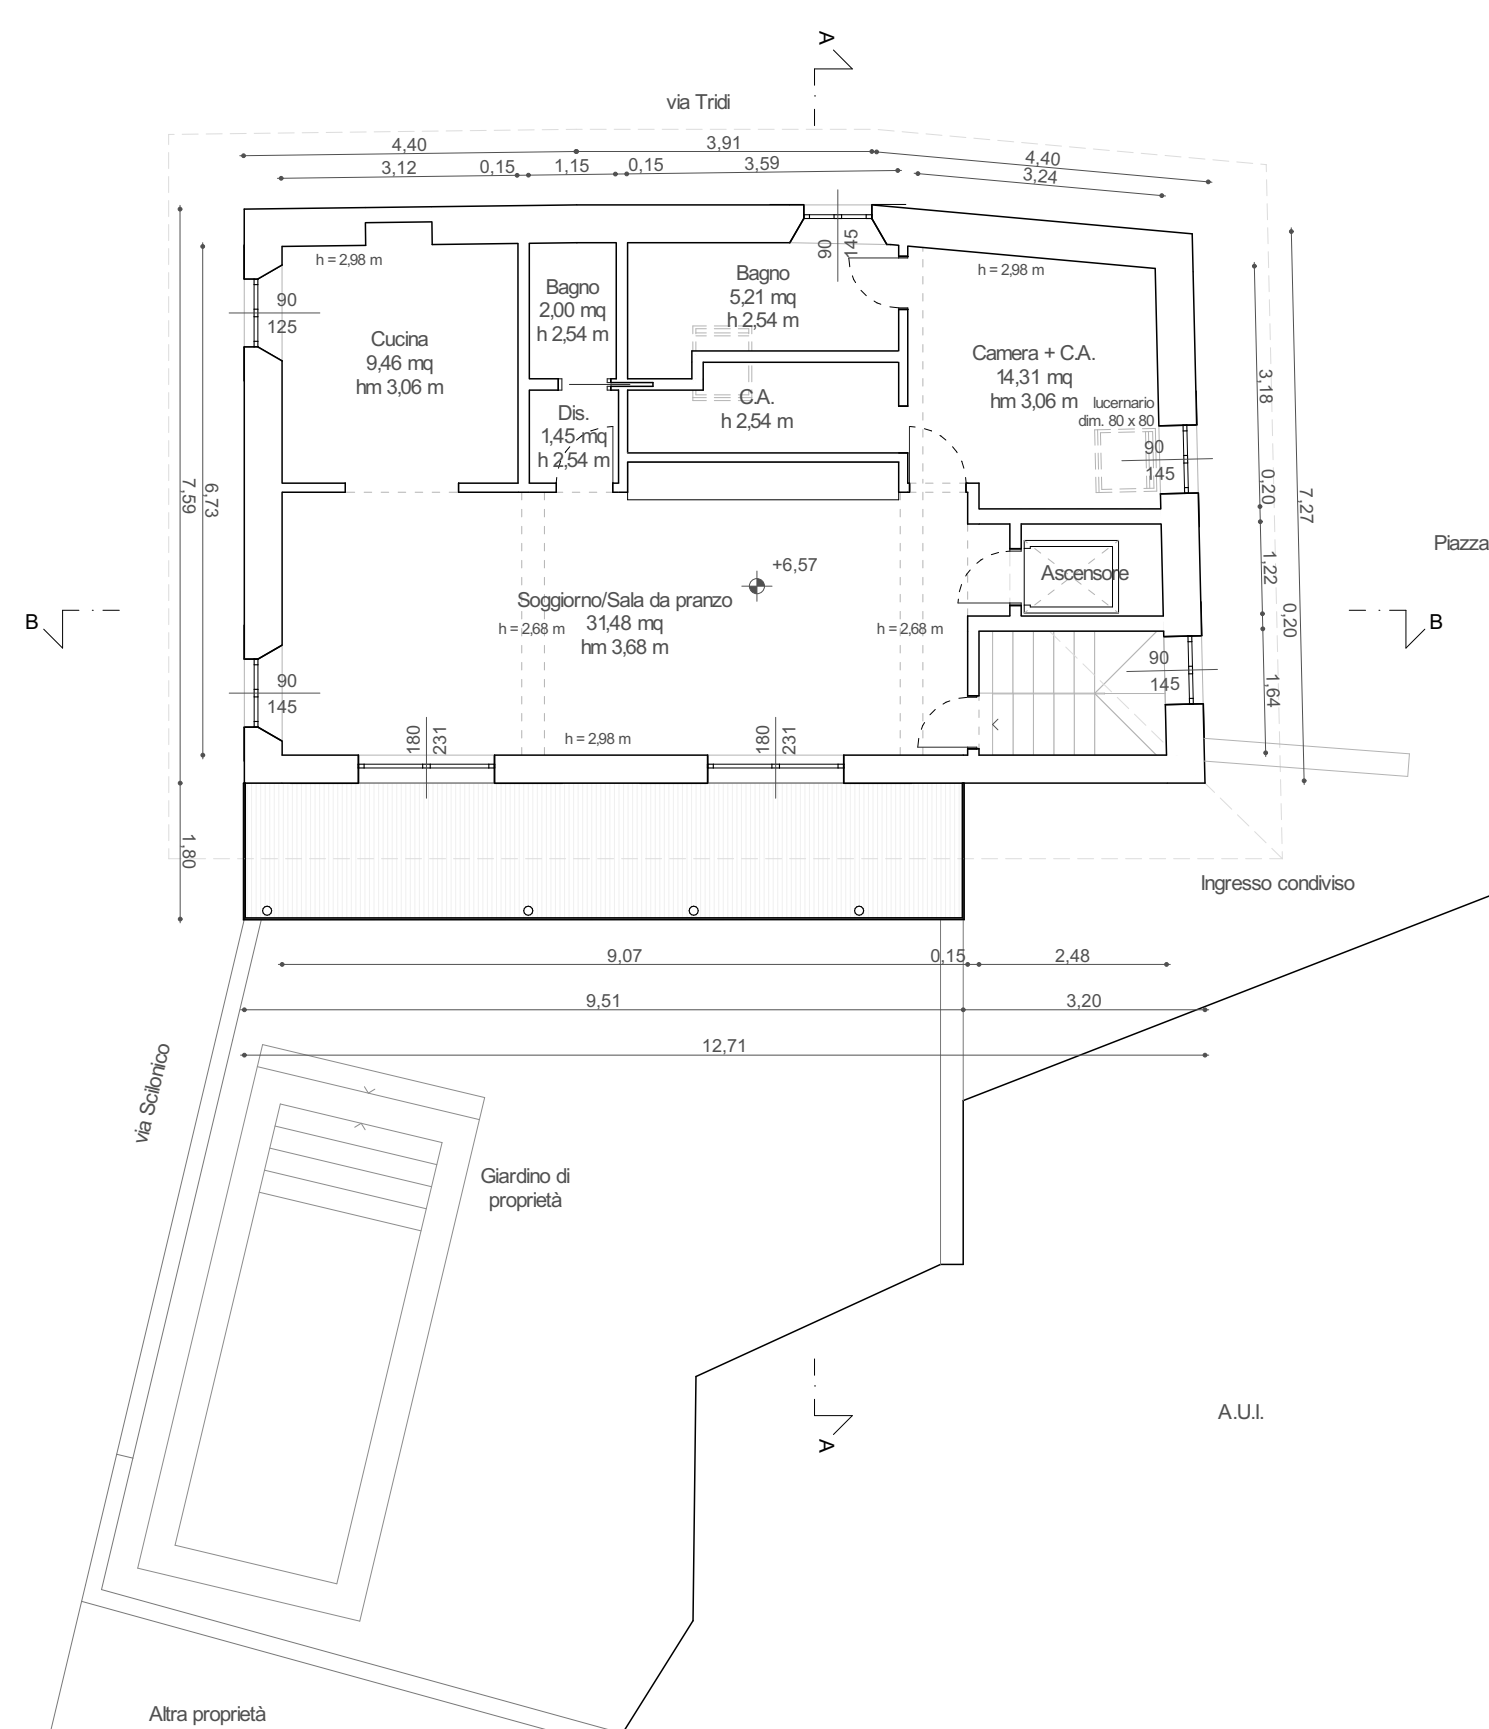 A
via Tridi
4,40
3,91
4,40
3,12
0,15
1,15
0,15
3,59
3,24
h = 2,98 m
90
145
h = 2,98 m
Bagno
2,00 mq
h 2,54 m
Bagno
5,21 mq
h 2,54 m
90
125
Cucina
9,46 mq
hm 3,06 m
Camera + C.A.
14,31 mq
hm 3,06 m
lucernario
dim. 80 x 80
C.A.
h 2,54 m
Dis.
1,45 mq
h 2,54 m
90
145
3,18
0,20
7,27
7,59
6,73
Piazza
+6,57
Ascensore
1,22
0,20
Soggiorno/Sala da pranzo
31,48 mq
hm 3,68 m
h = 2,68 m
h = 2,68 m
B
B
90
145
90
145
1,64
180
231
h = 2,98 m
180
231
1,80
Ingresso condiviso
9,07
0,15
2,48
9,51
3,20
12,71
via Scilonico
Giardino di
proprietà
A
A.U.I.
Altra proprietà